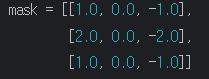 mask = [[1.0, 0.0, -1.0],
[2.0, 0.0, -2.0],
[1.0, 0.0, -1.0]]